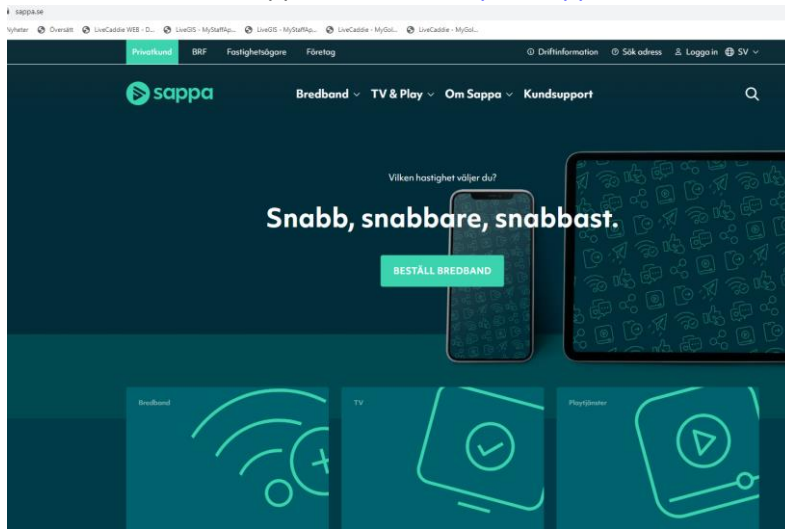 sappa.se
Nyheter Översätt LiveCaddie WEB - D... LiveGIS - MyStaffAp... LiveGIS - MyStaffAp... LiveCaddie - MyGol... LiveCaddie - MyGol...
Privatkund BRF Fastighetsägare Företag Driftinformation Sök adress Logga in SV
sappa Bredband TV & Play Om Sappa Kundsupport
Vilken hastighet väljer du?
Snabb, snabbare, snabbast.
BESTÄLL BREDBAND
Bredband TV Playtjänster